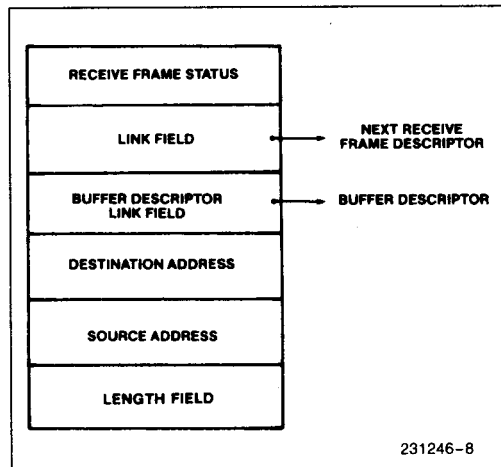 RECEIVE FRAME STATUS
LINK FIELD
NEXT RECEIVE
FRAME DESCRIPTOR
BUFFER DESCRIPTOR
LINK FIELD
BUFFER DESCRIPTOR
DESTINATION ADDRESS
SOURCE ADDRESS
LENGTH FIELD
231246-8